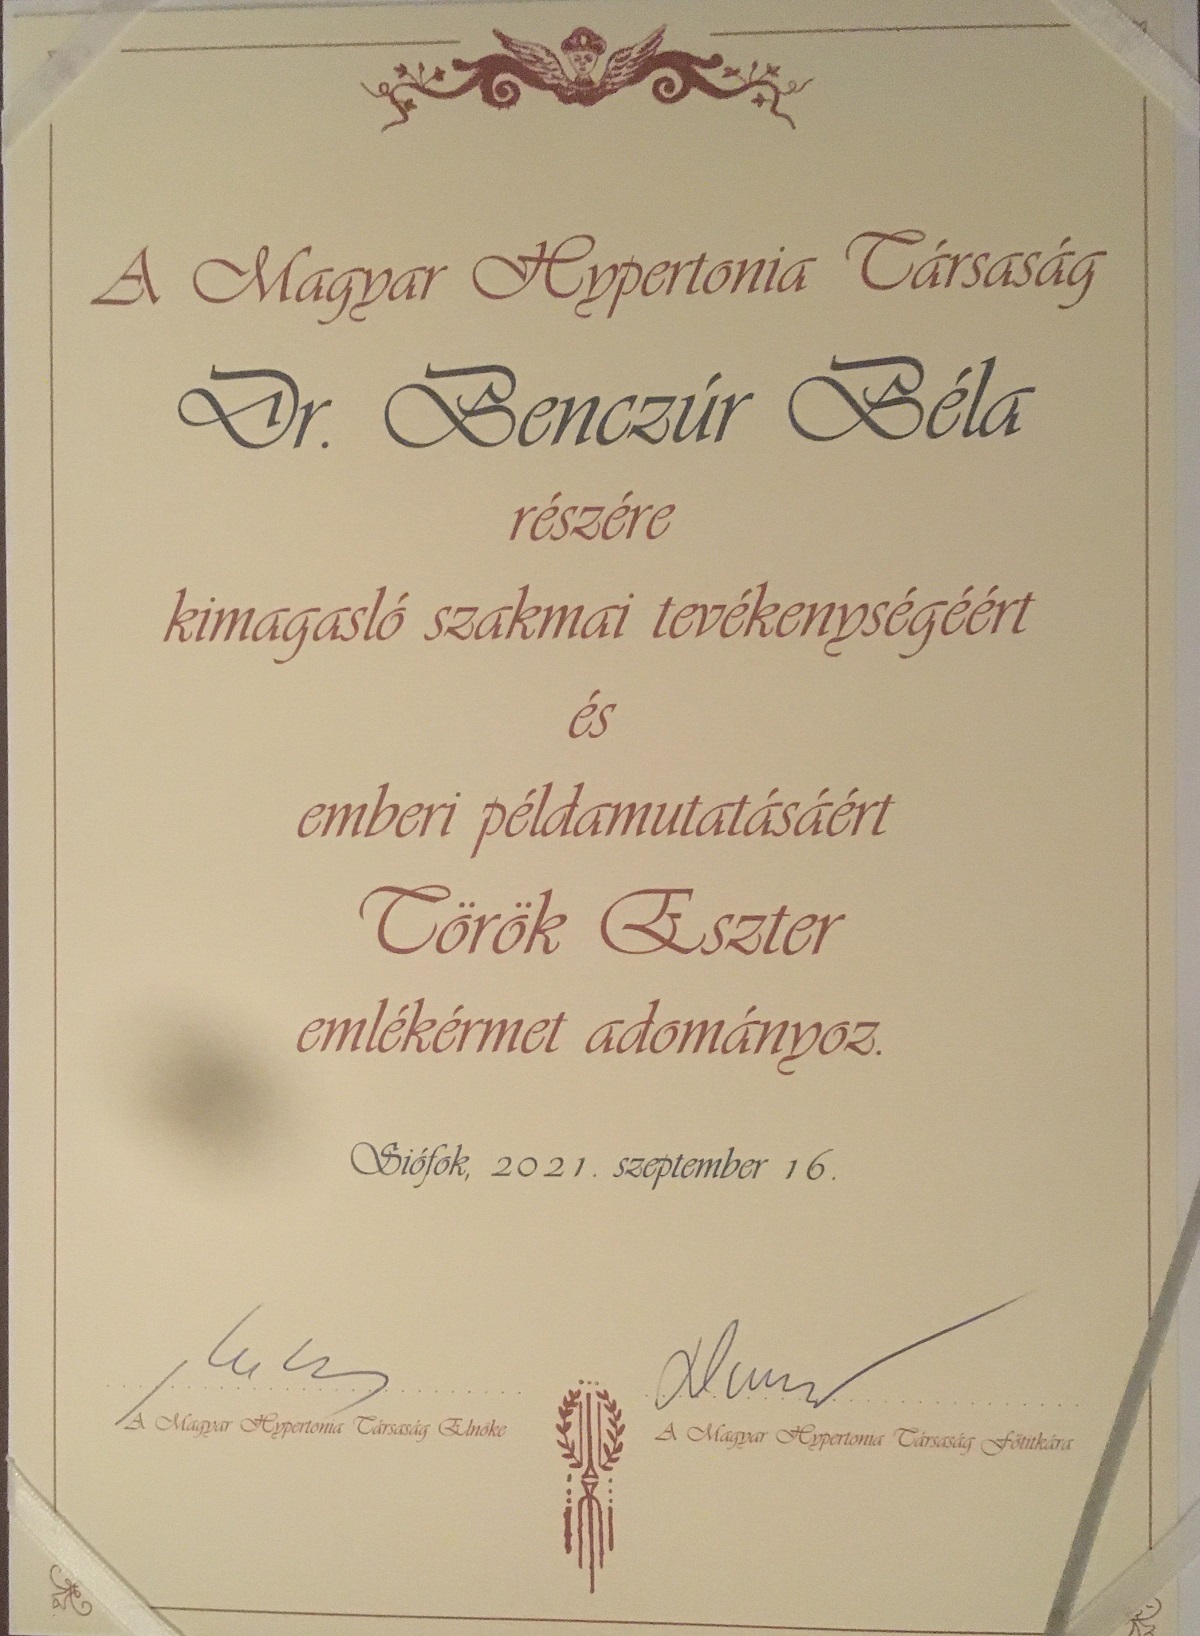 A Magyar Hypertonia Társaság
Dr. Benczúr Béla
részére
kimagasló szakmai tevékenységéért
és
emberi példamutatásáért
Török Eszter
emlékérmet adományoz.
Siófok, 2021. szeptember 16.
A Magyar Hypertonia Társaság Elnöke
A Magyar Hypertonia Társaság Főtitkára